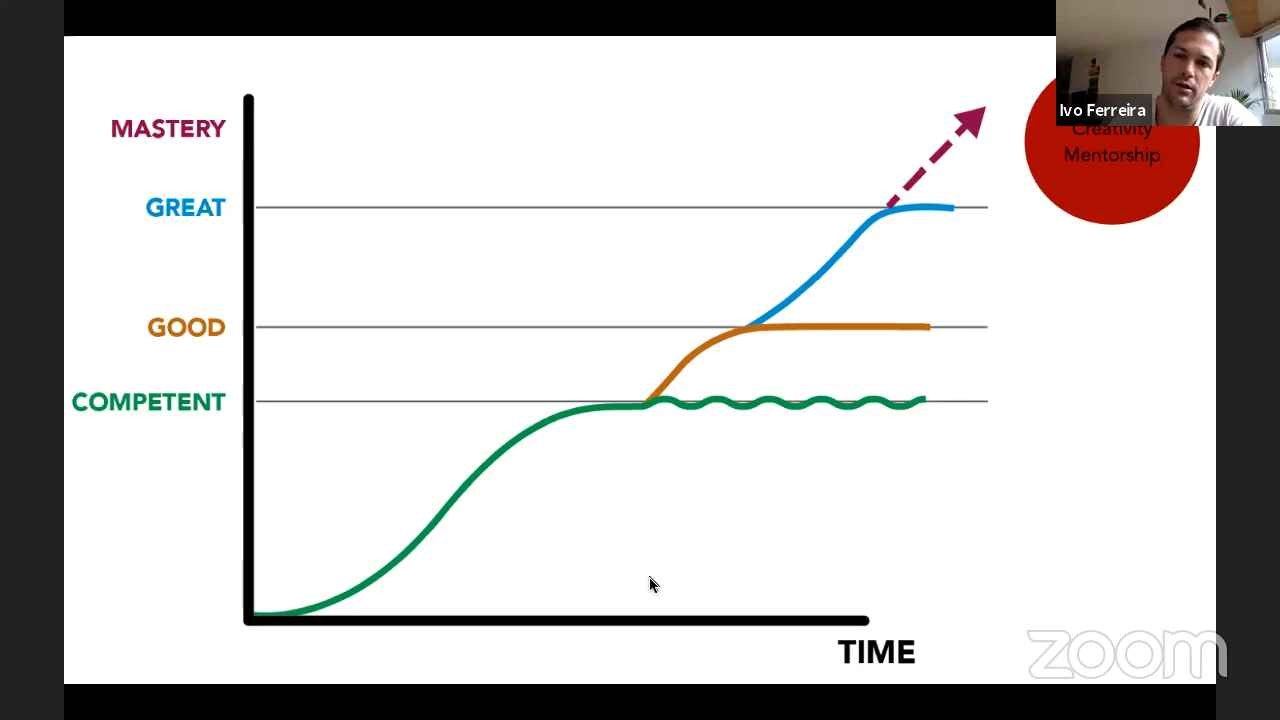 MASTERY
GREAT
GOOD
COMPETENT
TIME
Ivo Ferreira
Creativity
Mentorship
zoom